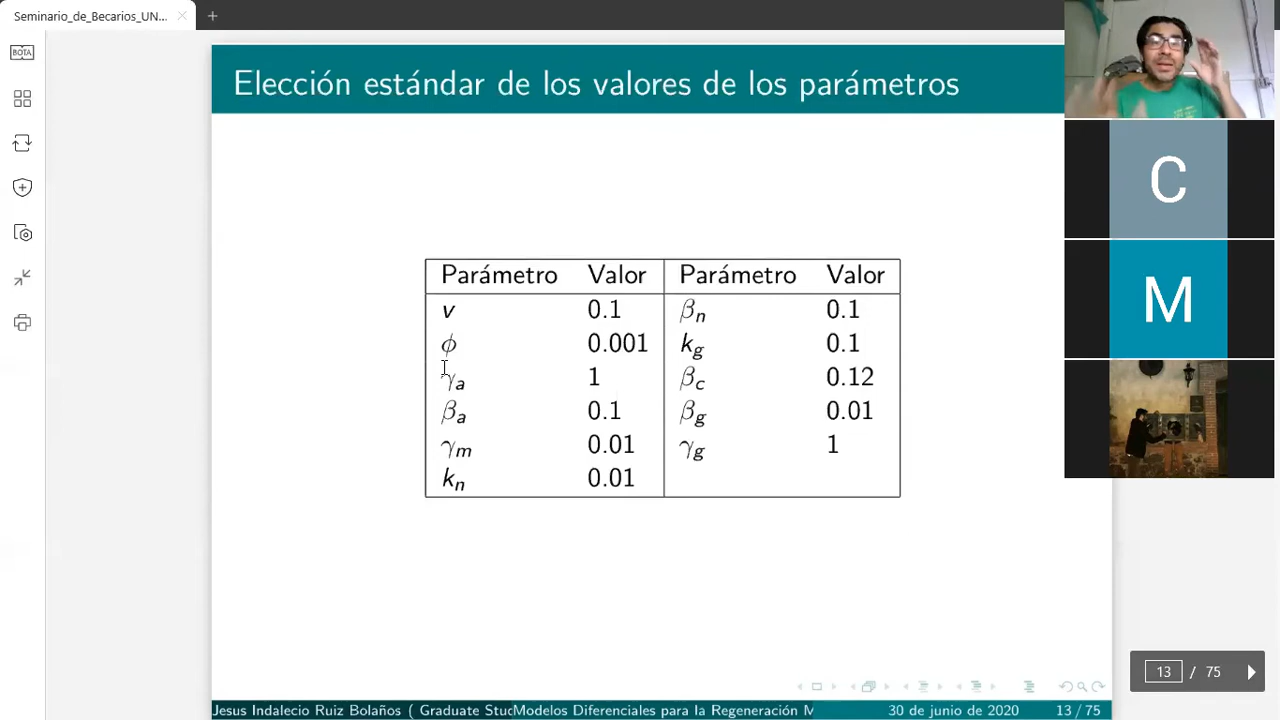 Seminario_de_Becarios_UN...
BOTA
Elección estándar de los valores de los parámetros
Parámetro Valor Parámetro Valor
v 0.1 βn 0.1
ϕ 0.001 kg 0.1
γa 1 βc 0.12
βa 0.1 βg 0.01
γm 0.01 γg 1
kn 0.01
C
M
13 / 75
Jesus Indalecio Ruiz Bolaños ( Graduate Stuc Modelos Diferenciales para la Regeneración M 30 de junio de 2020 13 / 75